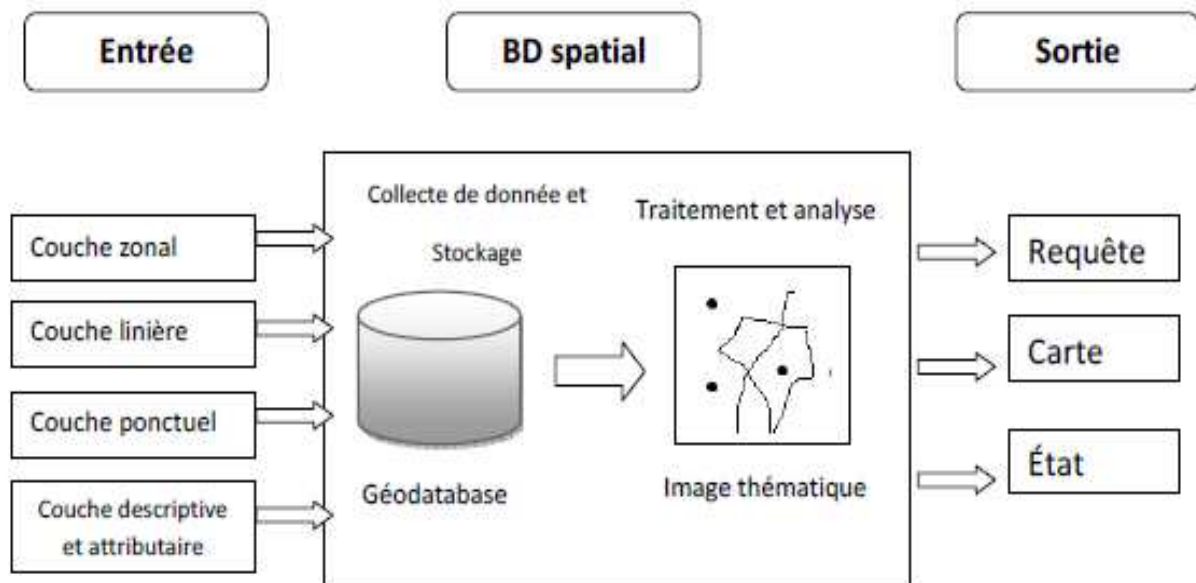 Entrée
BD spatial
Sortie
Couche zonal
Couche linière
Couche ponctuel
Couche descriptive
et attributaire
Collecte de donnée et
Stockage
Géodatabase
Traitement et analyse
Image thématique
Requête
Carte
État